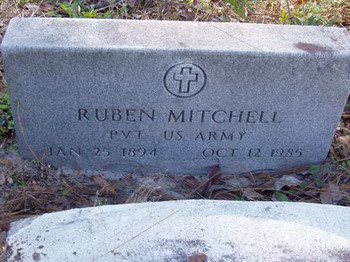 RUBEN MITCHELL
PVT US ARMY
JAN 25 1894 OCT 12 1985